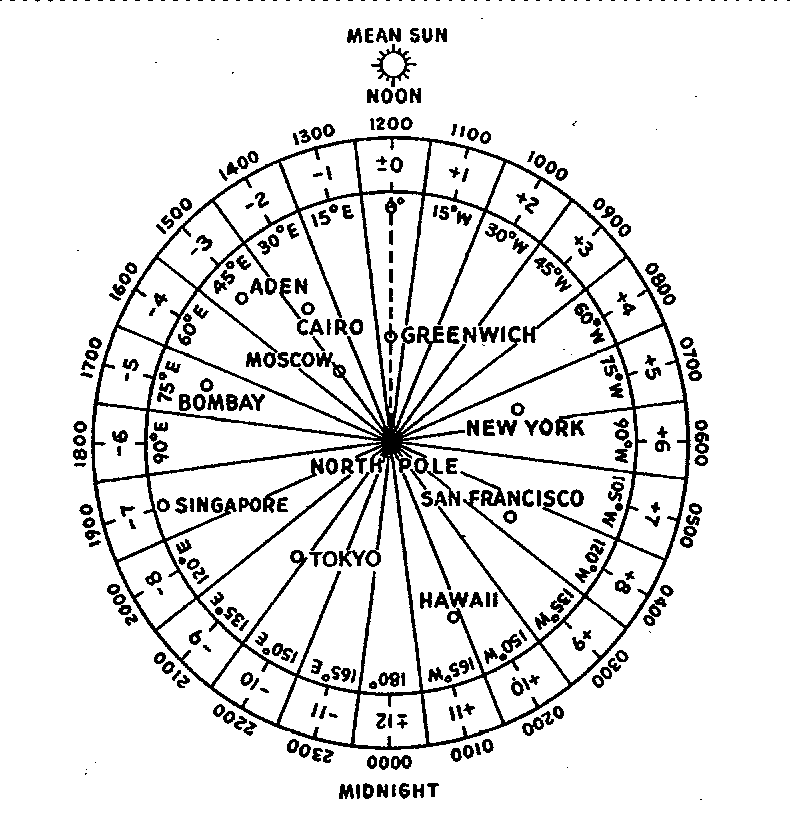 MEAN SUN
NOON
1200
1100
1000
0900
0800
0700
0600
0500
0400
0300
0200
0100
0000
2300
2200
2100
2000
1900
1800
1700
1600
1500
1400
1300
±0
+1
+2
+3
+4
+5
+6
+7
+8
+9
+10
+11
±12
-11
-10
-9
-8
-7
-6
-5
-4
-3
-2
-1
0°
15°W
30°W
45°W
60°W
75°W
90°W
105°W
120°W
135°W
150°W
165°W
180°
165°E
150°E
135°E
120°E
90°E
75°E
60°E
45°E
30°E
15°E
ADEN
CAIRO
GREENWICH
MOSCOW
BOMBAY
NEW YORK
NORTH POLE
SAN FRANCISCO
SINGAPORE
TOKYO
HAWAII
MIDNIGHT